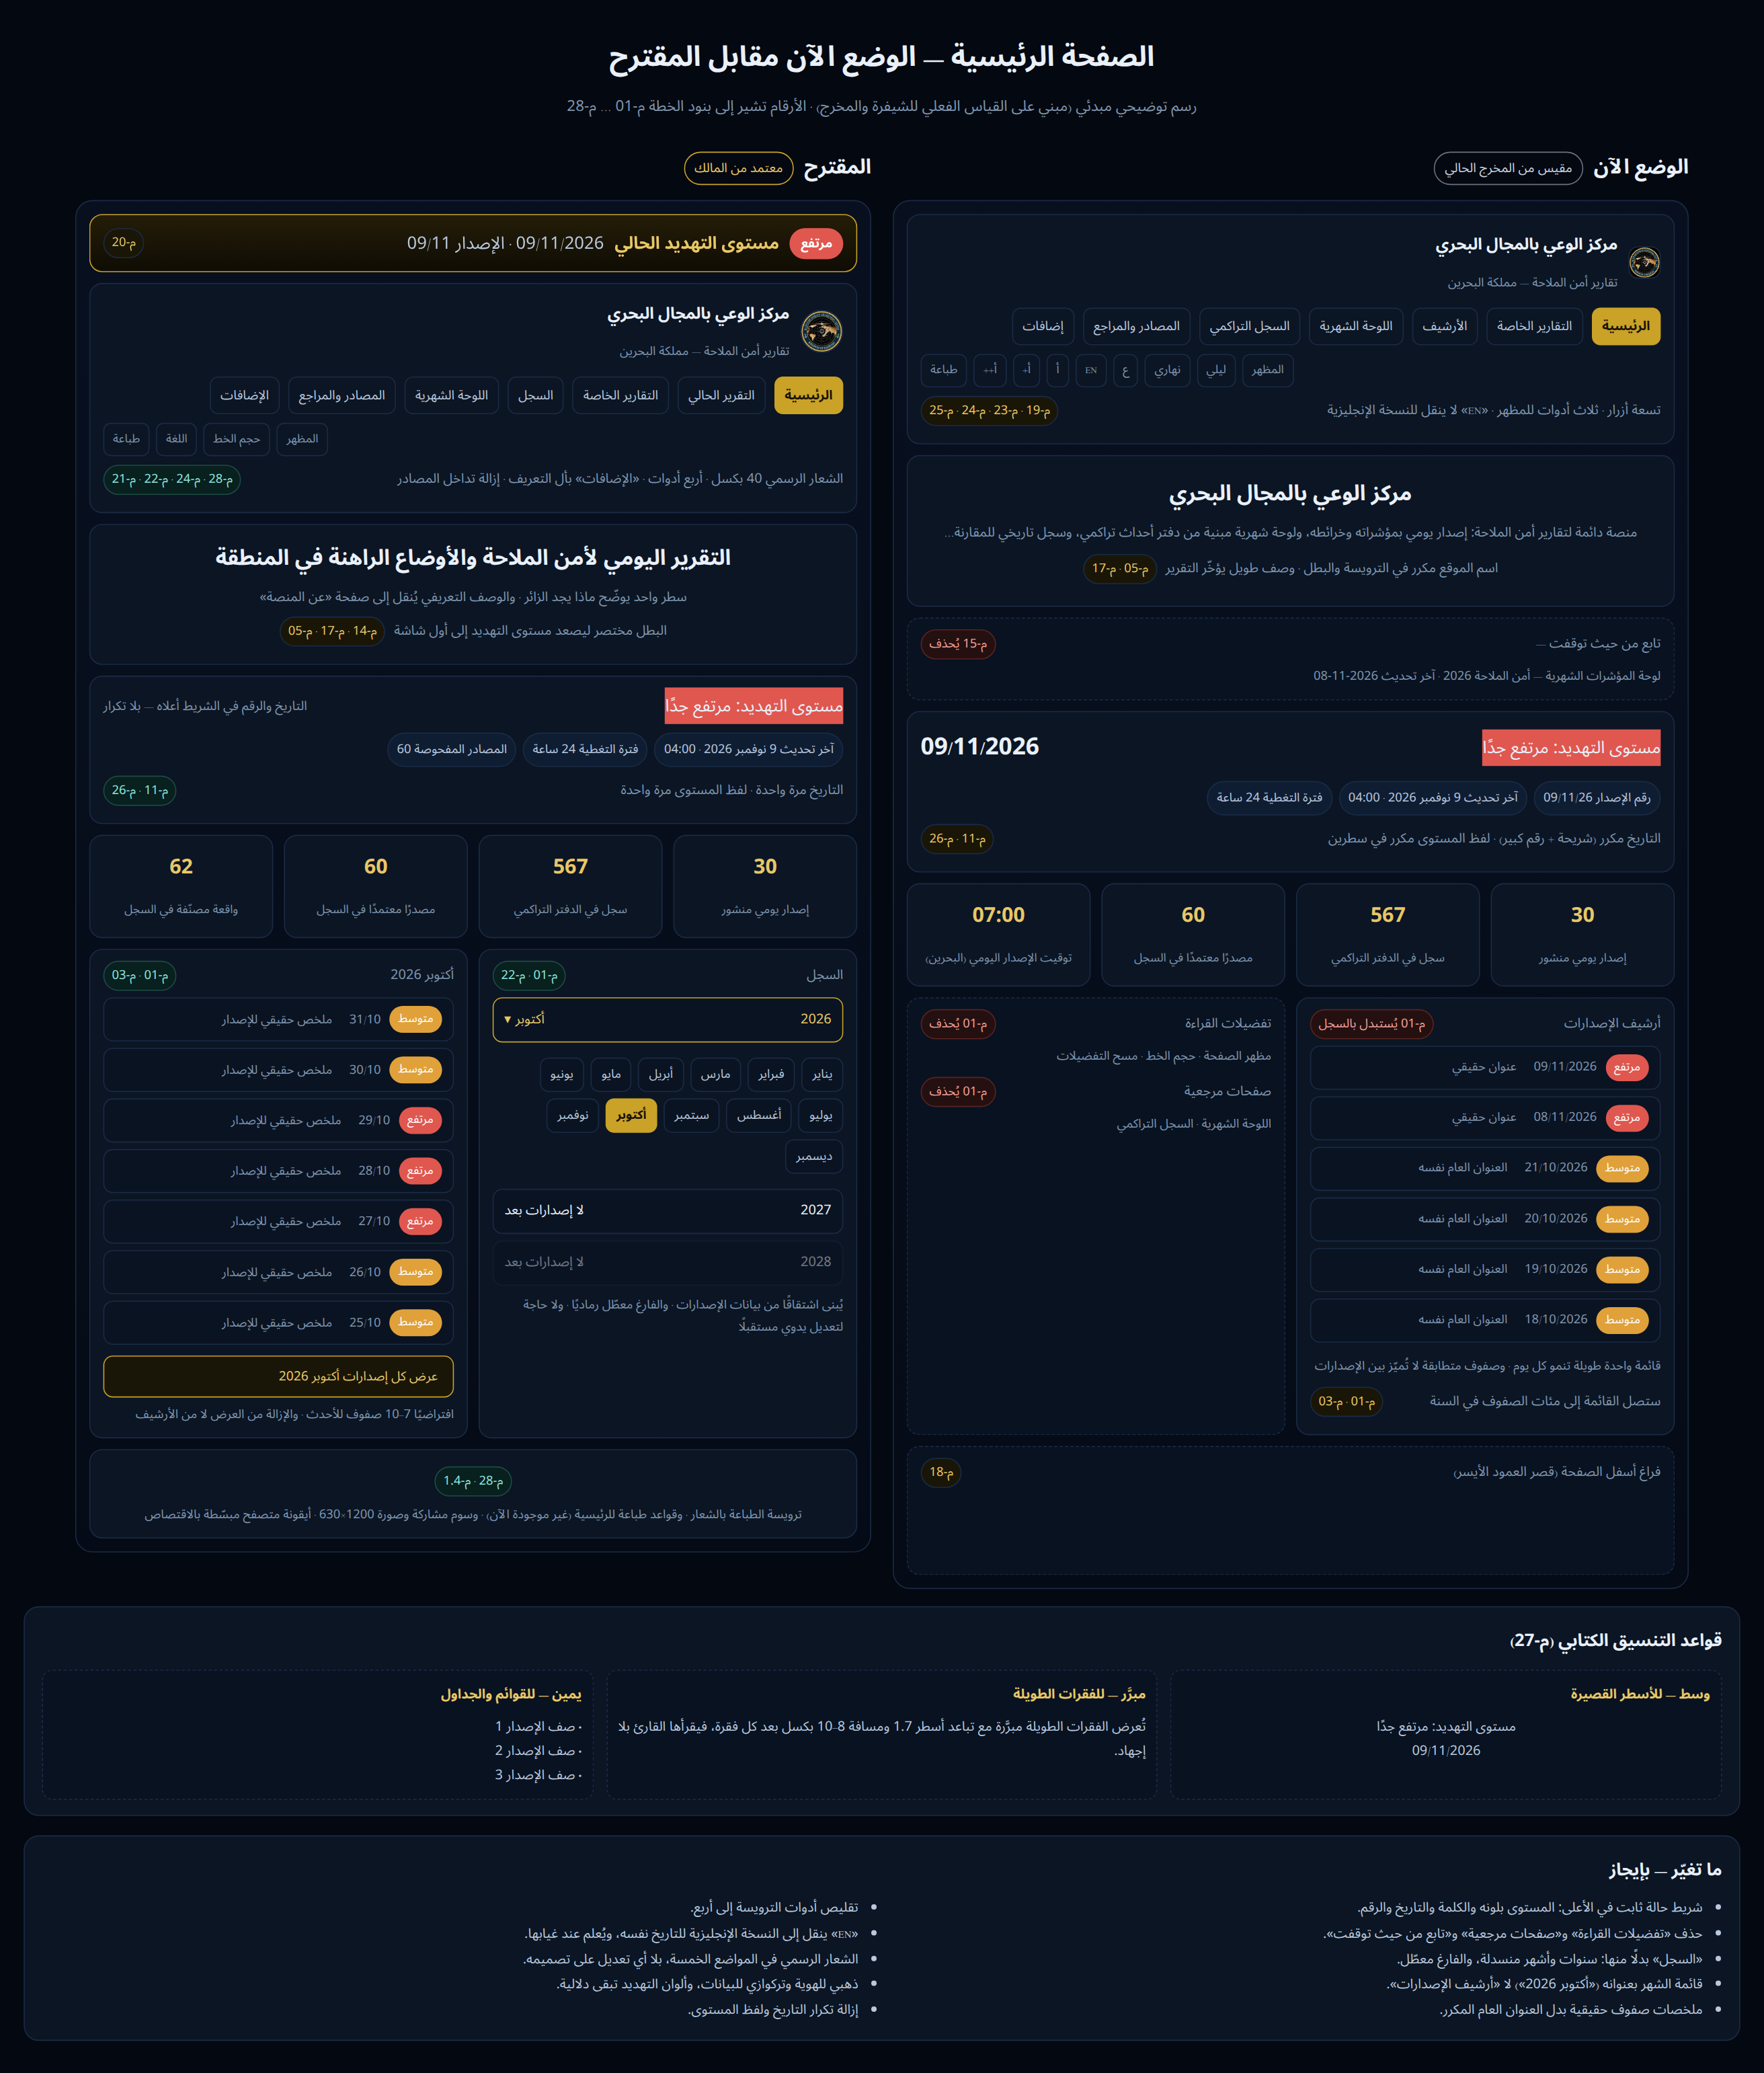 الصفحة الرئيسية — الوضع الآن مقابل المقترح
رسم توضيحي مبدئي (مبني على القياس الفعلي للشيفرة والمخرج) · الأرقام تشير إلى بنود الخطة م-01 … م-28
الوضع الآن
مقيس من المخرج الحالي
مركز الوعي بالمجال البحري
تقارير أمن الملاحة — مملكة البحرين
الرئيسية
التقارير الخاصة
الأرشيف
اللوحة الشهرية
السجل التراكمي
المصادر والمراجع
إضافات
المظهر
ليلي
نهاري
ع
EN
أ
أ+
أ++
طباعة
تسعة أزرار · ثلاث أدوات للمظهر · «EN» لا ينقل للنسخة الإنجليزية
م-19 · م-23 · م-24 · م-25
مركز الوعي بالمجال البحري
منصة دائمة لتقارير أمن الملاحة: إصدار يومي بمؤشراته وخرائطه، ولوحة شهرية مبنية من دفتر أحداث تراكمي، وسجل تاريخي للمقارنة…
اسم الموقع مكرر في الترويسة والبطل · وصف طويل يؤخّر التقرير
م-05 · م-17
تابع من حيث توقفت —
م-15 يُحذف
لوحة المؤشرات الشهرية — أمن الملاحة 2026 · آخر تحديث 2026-11-08
مستوى التهديد: مرتفع جدًا
09/11/2026
رقم الإصدار 09/11/26
آخر تحديث 9 نوفمبر 2026 · 04:00
فترة التغطية 24 ساعة
التاريخ مكرر (شريحة + رقم كبير) · لفظ المستوى مكرر في سطرين
م-11 · م-26
30
إصدار يومي منشور
567
سجل في الدفتر التراكمي
60
مصدرًا معتمدًا في السجل
07:00
توقيت الإصدار اليومي (البحرين)
أرشيف الإصدارات
م-01 يُستبدل بالسجل
مرتفع 09/11/2026 عنوان حقيقي
مرتفع 08/11/2026 عنوان حقيقي
متوسط 21/10/2026 العنوان العام نفسه
متوسط 20/10/2026 العنوان العام نفسه
متوسط 19/10/2026 العنوان العام نفسه
متوسط 18/10/2026 العنوان العام نفسه
قائمة واحدة طويلة تنمو كل يوم · وصفوف متطابقة لا تُميّز بين الإصدارات
ستصل القائمة إلى مئات الصفوف في السنة
م-01 · م-03
تفضيلات القراءة
م-01 يُحذف
مظهر الصفحة · حجم الخط · مسح التفضيلات
صفحات مرجعية
م-01 يُحذف
اللوحة الشهرية · السجل التراكمي
فراغ أسفل الصفحة (قصر العمود الأيسر)
م-18
المقترح
معتمد من المالك
مرتفع
مستوى التهديد الحالي
09/11/2026 · الإصدار 09/11
م-20
مركز الوعي بالمجال البحري
تقارير أمن الملاحة — مملكة البحرين
الرئيسية
التقرير الحالي
التقارير الخاصة
السجل
اللوحة الشهرية
المصادر والمراجع
الإضافات
المظهر
حجم الخط
اللغة
طباعة
الشعار الرسمي 40 بكسل · أربع أدوات · «الإضافات» بأل التعريف · إزالة تداخل المصادر
م-28 · م-24 · م-22 · م-21
التقرير اليومي لأمن الملاحة والأوضاع الراهنة في المنطقة
سطر واحد يوضّح ماذا يجد الزائر · والوصف التعريفي يُنقل إلى صفحة «عن المنصة»
البطل مختصر ليصعد مستوى التهديد إلى أول شاشة
م-14 · م-17 · م-05
مستوى التهديد: مرتفع جدًا
التاريخ والرقم في الشريط أعلاه — بلا تكرار
آخر تحديث 9 نوفمبر 2026 · 04:00
فترة التغطية 24 ساعة
المصادر المفحوصة 60
التاريخ مرة واحدة · لفظ المستوى مرة واحدة
م-11 · م-26
30
إصدار يومي منشور
567
سجل في الدفتر التراكمي
60
مصدرًا معتمدًا في السجل
62
واقعة مصنّفة في السجل
السجل
م-01 · م-22
2026
أكتوبر ▾
يناير
فبراير
مارس
أبريل
مايو
يونيو
يوليو
أغسطس
سبتمبر
أكتوبر
نوفمبر
ديسمبر
2027
لا إصدارات بعد
2028
لا إصدارات بعد
يُبنى اشتقاقًا من بيانات الإصدارات · والفارغ معطّل رماديًا · ولا حاجة
لتعديل يدوي مستقبلًا
أكتوبر 2026
م-01 · م-03
متوسط 31/10 ملخص حقيقي للإصدار
متوسط 30/10 ملخص حقيقي للإصدار
مرتفع 29/10 ملخص حقيقي للإصدار
مرتفع 28/10 ملخص حقيقي للإصدار
مرتفع 27/10 ملخص حقيقي للإصدار
متوسط 26/10 ملخص حقيقي للإصدار
متوسط 25/10 ملخص حقيقي للإصدار
عرض كل إصدارات أكتوبر 2026
افتراضيًا 7–10 صفوف للأحدث · والإزالة من العرض لا من الأرشيف
م-28 · م-1.4
ترويسة الطباعة بالشعار · وقواعد طباعة للرئيسية (غير موجودة الآن) · وسوم مشاركة وصورة 1200×630 · أيقونة متصفح مبسّطة بالاقتصاص
قواعد التنسيق الكتابي (م-27)
وسط — للأسطر القصيرة
مستوى التهديد: مرتفع جدًا
09/11/2026
مبرَّر — للفقرات الطويلة
تُعرض الفقرات الطويلة مبرَّرة مع تباعد أسطر 1.7 ومسافة 8–10 بكسل بعد كل فقرة، فيقرأها القارئ بلا
إجهاد.
يمين — للقوائم والجداول
· صف الإصدار 1
· صف الإصدار 2
· صف الإصدار 3
ما تغيّر — بإيجاز
• شريط حالة ثابت في الأعلى: المستوى بلونه والكلمة والتاريخ والرقم.
• حذف «تفضيلات القراءة» و«صفحات مرجعية» و«تابع من حيث توقفت».
• «السجل» بدلًا منها: سنوات وأشهر منسدلة، والفارغ معطّل.
• قائمة الشهر بعنوانه («أكتوبر 2026») لا «أرشيف الإصدارات».
• ملخصات صفوف حقيقية بدل العنوان العام المكرر.
• تقليص أدوات الترويسة إلى أربع.
• «EN» ينقل إلى النسخة الإنجليزية للتاريخ نفسه، ويُعلم عند غيابها.
• الشعار الرسمي في المواضع الخمسة، بلا أي تعديل على تصميمه.
• ذهبي للهوية وتركوازي للبيانات، وألوان التهديد تبقى دلالية.
• إزالة تكرار التاريخ ولفظ المستوى.